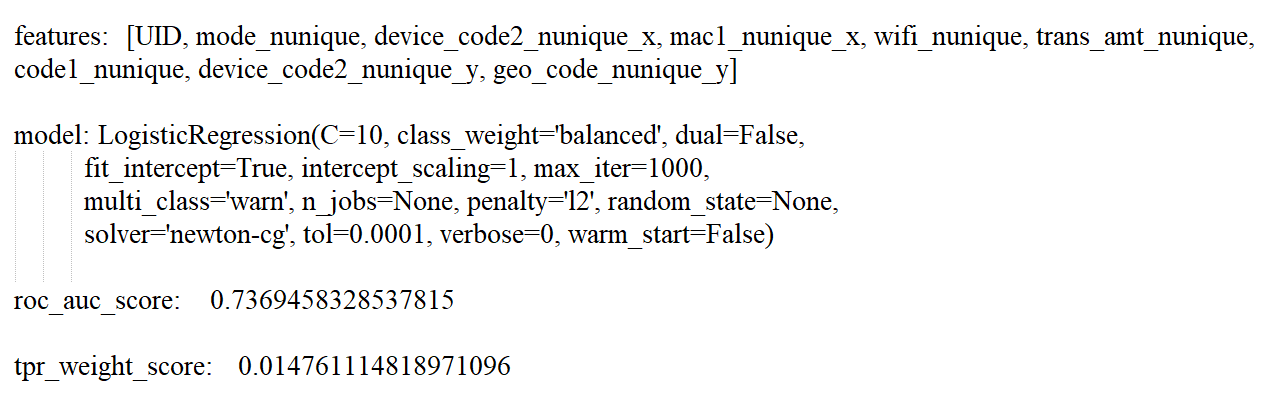 features: [UID, mode_nunique, device_code2_nunique_x, mac1_nunique_x, wifi_nunique, trans_amt_nunique,
code1_nunique, device_code2_nunique_y, geo_code_nunique_y]
model: LogisticRegression(C=10, class_weight='balanced', dual=False,
fit_intercept=True, intercept_scaling=1, max_iter=1000,
multi_class='warn', n_jobs=None, penalty='l2', random_state=None,
solver='newton-cg', tol=0.0001, verbose=0, warm_start=False)
roc_auc_score: 0.7369458328537815
tpr_weight_score: 0.014761114818971096